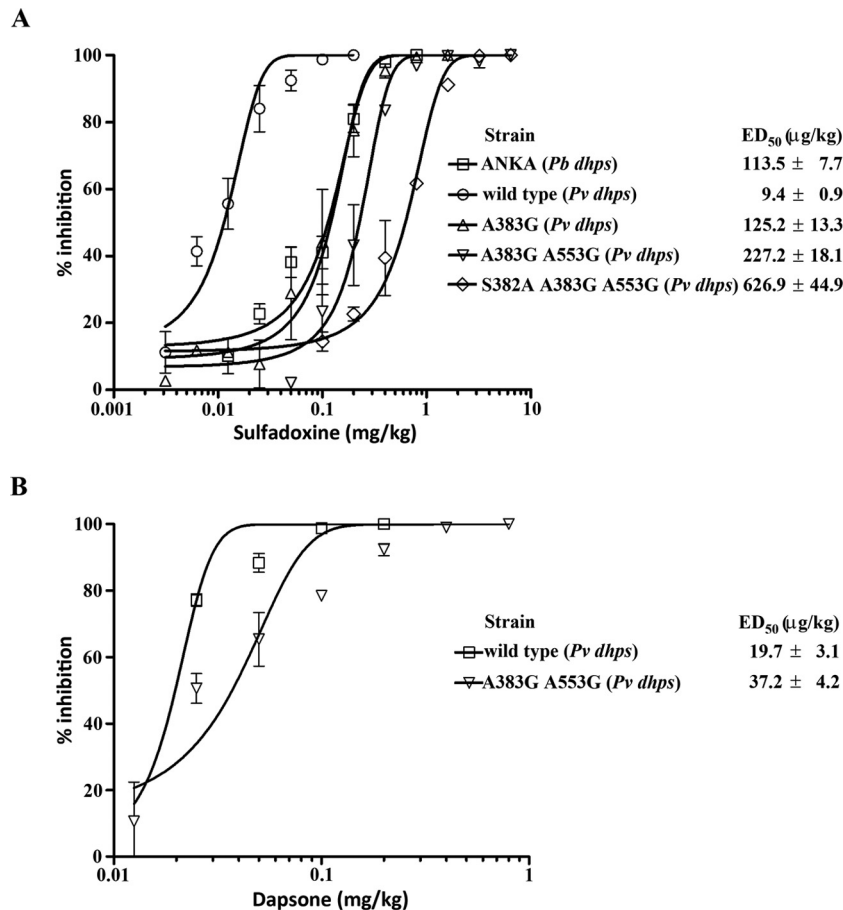 A
100
80
60
40
20
0
% inhibition
0.001 0.01 0.1 1 10
Sulfadoxine (mg/kg)
Strain ED50 (µg/kg)
ANKA (Pb dhps) 113.5 ± 7.7
wild type (Pv dhps) 9.4 ± 0.9
A383G (Pv dhps) 125.2 ± 13.3
A383G A553G (Pv dhps) 227.2 ± 18.1
S382A A383G A553G (Pv dhps) 626.9 ± 44.9
B
100
80
60
40
20
0
% inhibition
0.01 0.1 1
Dapsone (mg/kg)
Strain ED50 (µg/kg)
wild type (Pv dhps) 19.7 ± 3.1
A383G A553G (Pv dhps) 37.2 ± 4.2